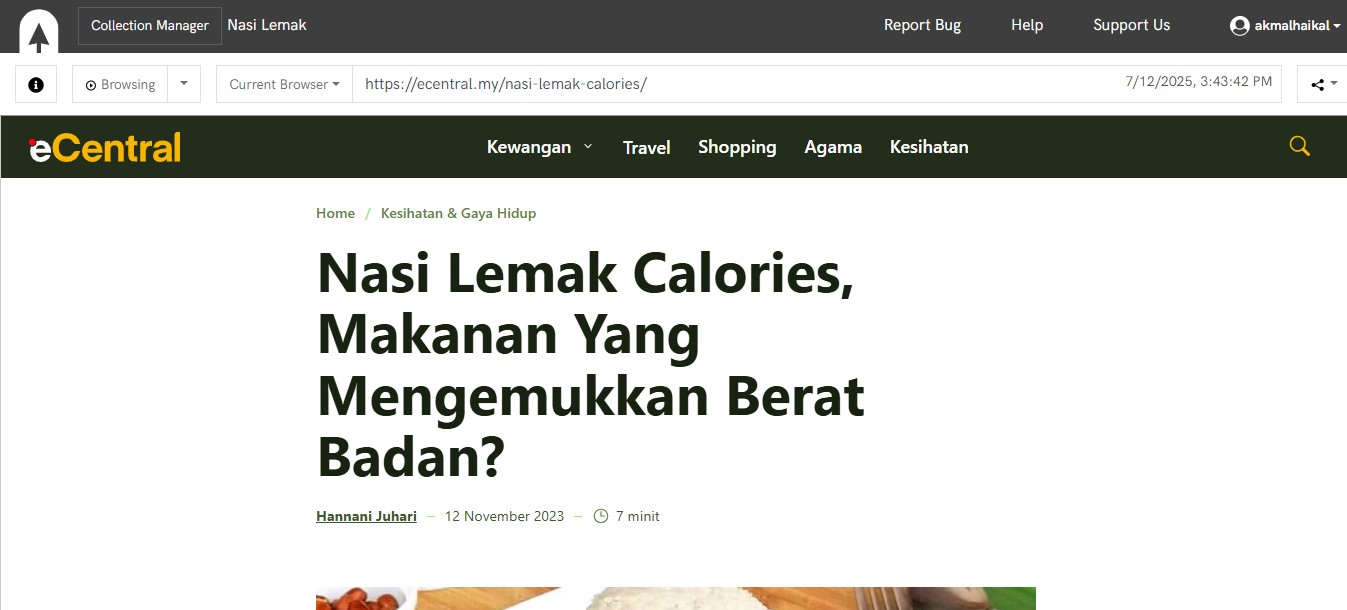 Collection Manager Nasi Lemak Report Bug Help Support Us akmalhaikal
Browsing Current Browser https://ecentral.my/nasi-lemak-calories/ 7/12/2025, 3:43:42 PM
eCentral Kewangan Travel Shopping Agama Kesihatan
Home / Kesihatan & Gaya Hidup
Nasi Lemak Calories,
Makanan Yang
Mengemukkan Berat
Badan?
Hannani Juhari – 12 November 2023 – 7 minit